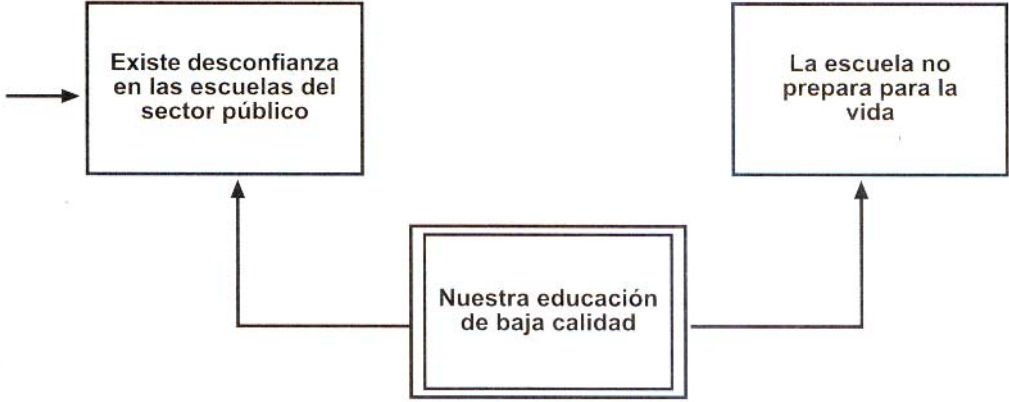 Existe desconfianza
en las escuelas del
sector público
La escuela no
prepara para la
vida
Nuestra educación
de baja calidad